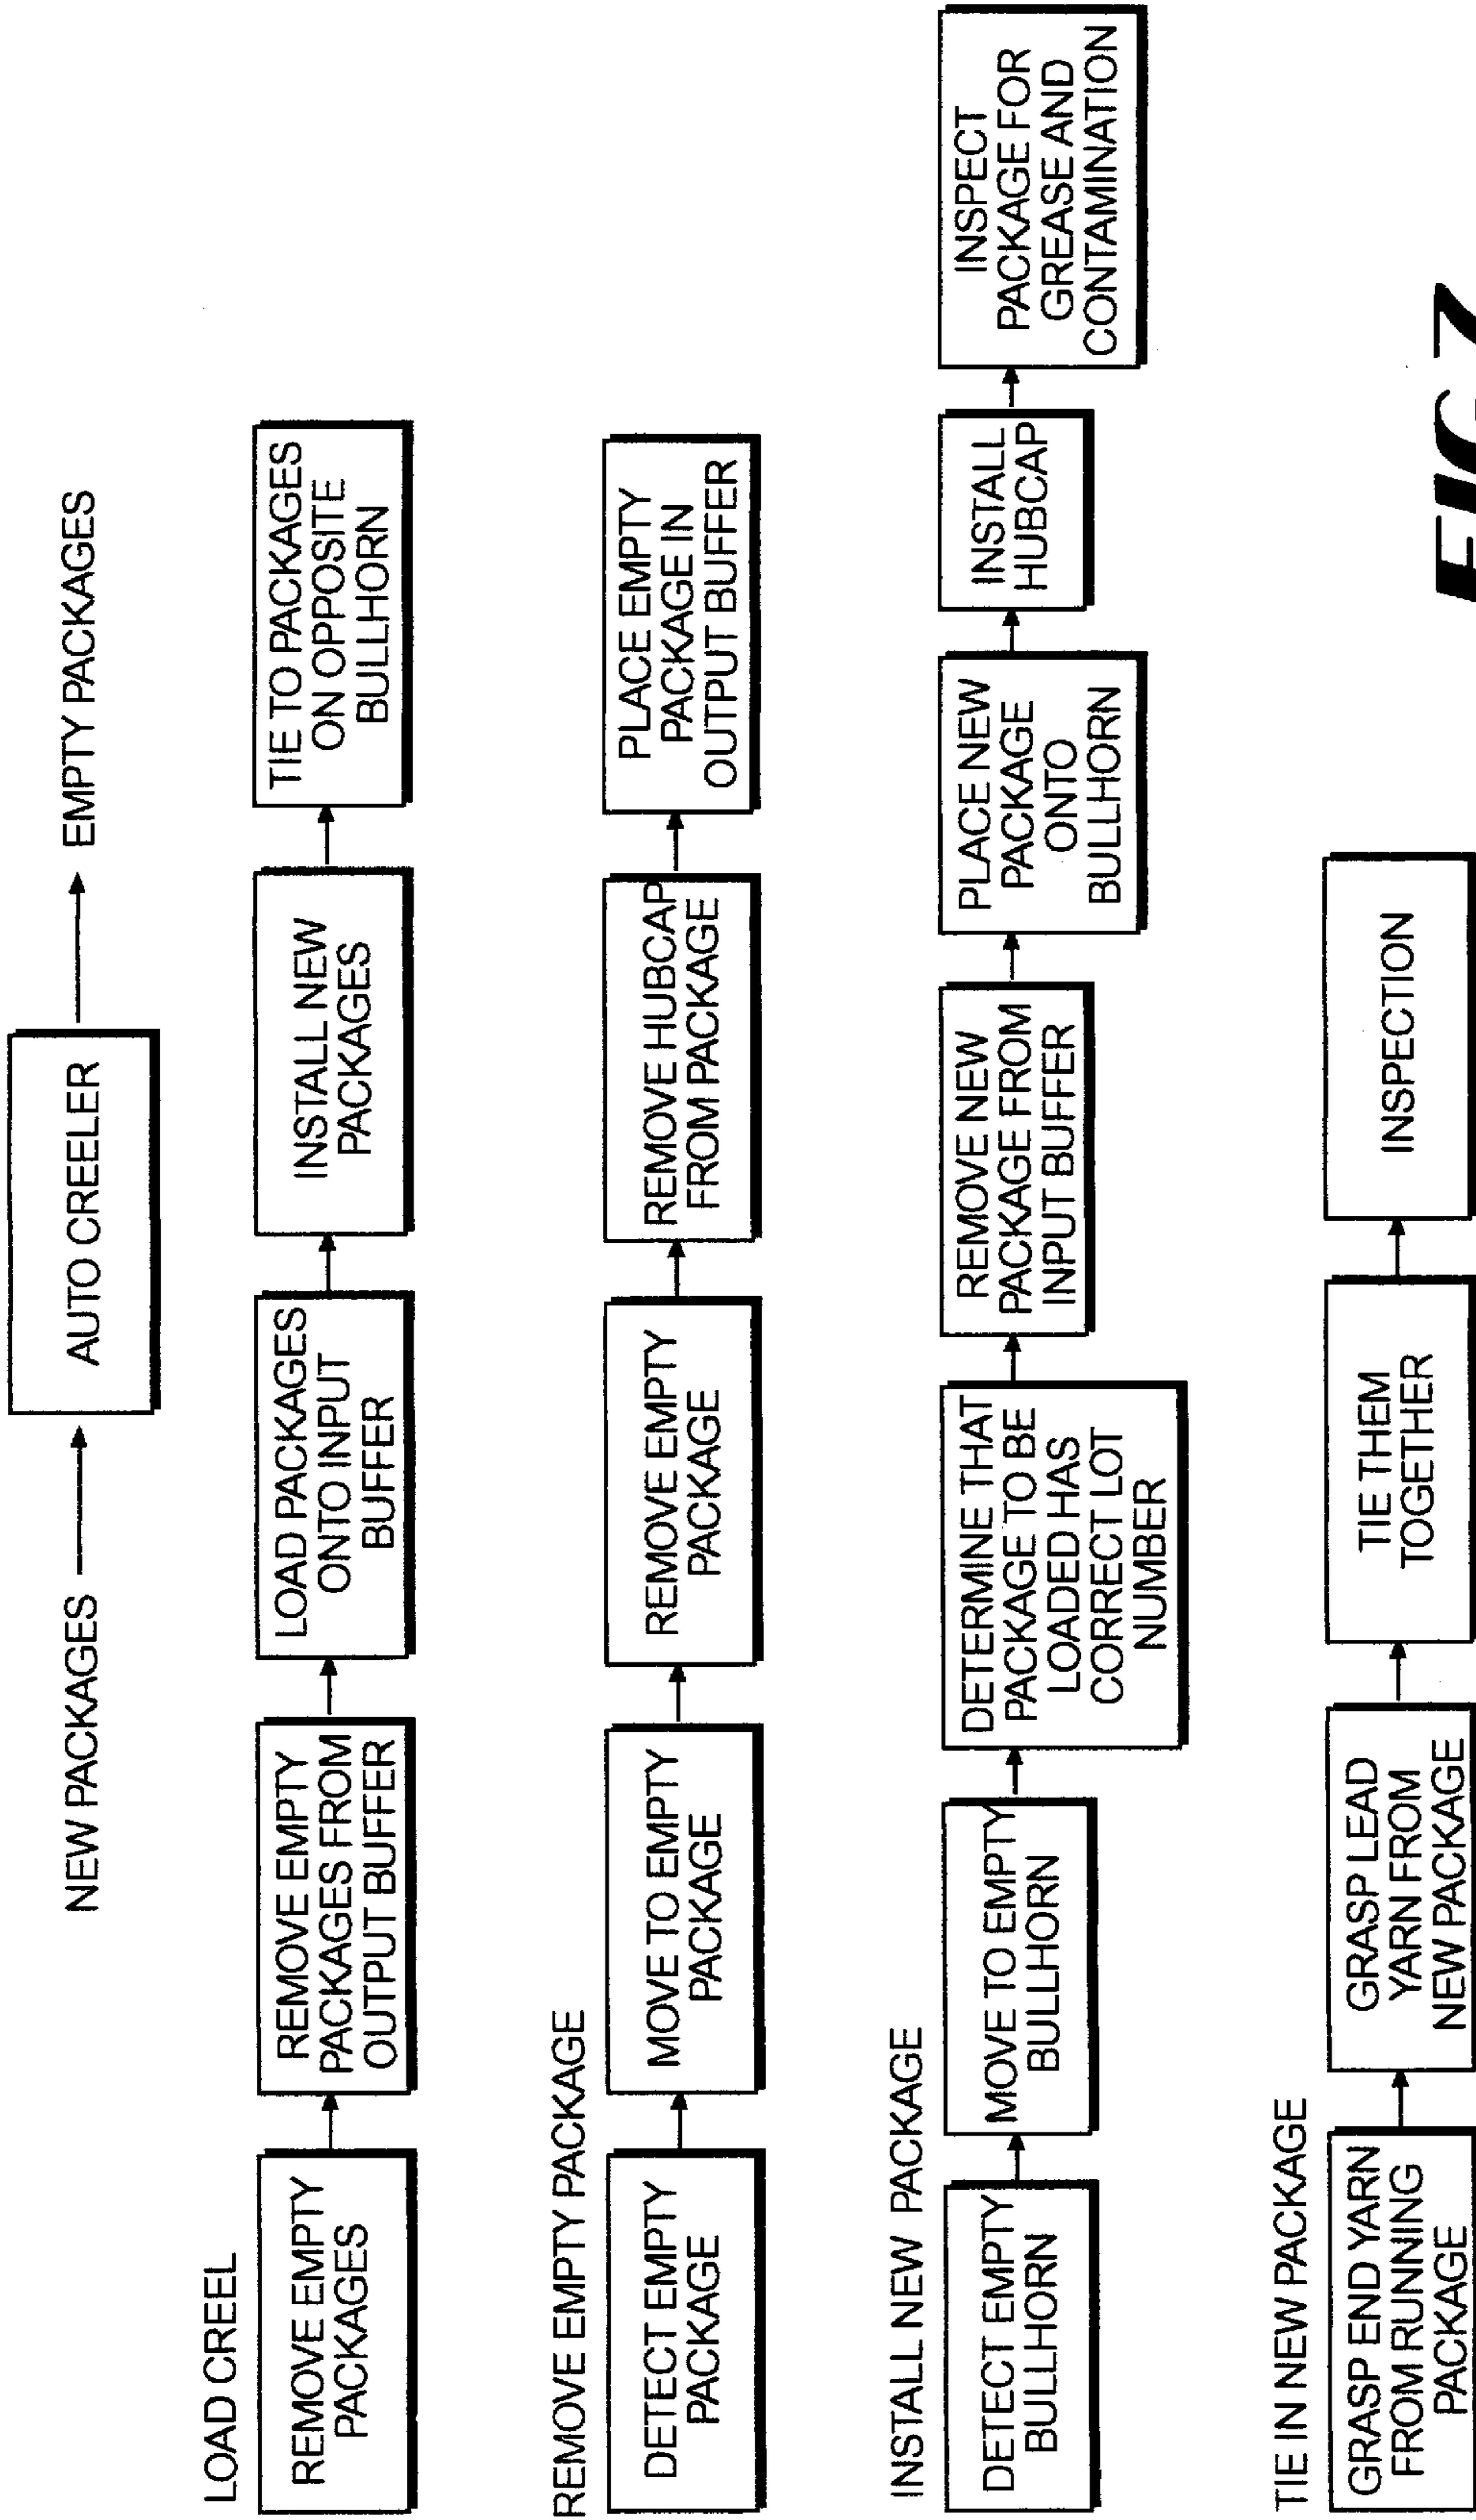 NEW PACKAGES
AUTO CREELER
EMPTY PACKAGES
LOAD CREEL
REMOVE EMPTY
PACKAGES
REMOVE EMPTY
PACKAGES FROM
OUTPUT BUFFER
LOAD PACKAGES
ONTO INPUT
BUFFER
INSTALL NEW
PACKAGES
TIE TO PACKAGES
ON OPPOSITE
BULLHORN
REMOVE EMPTY PACKAGE
DETECT EMPTY
PACKAGE
MOVE TO EMPTY
PACKAGE
REMOVE EMPTY
PACKAGE
REMOVE HUBCAP
FROM PACKAGE
PLACE EMPTY
PACKAGE IN
OUTPUT BUFFER
INSTALL NEW PACKAGE
DETECT EMPTY
BULLHORN
MOVE TO EMPTY
BULLHORN
DETERMINE THAT
PACKAGE TO BE
LOADED HAS
CORRECT LOT
NUMBER
REMOVE NEW
PACKAGE FROM
INPUT BUFFER
PLACE NEW
PACKAGE
ONTO
BULLHORN
INSTALL
HUBCAP
INSPECT
PACKAGE FOR
GREASE AND
CONTAMINATION
TIE IN NEW PACKAGE
GRASP END YARN
FROM RUNNING
PACKAGE
GRASP LEAD
YARN FROM
NEW PACKAGE
TIE THEM
TOGETHER
INSPECTION